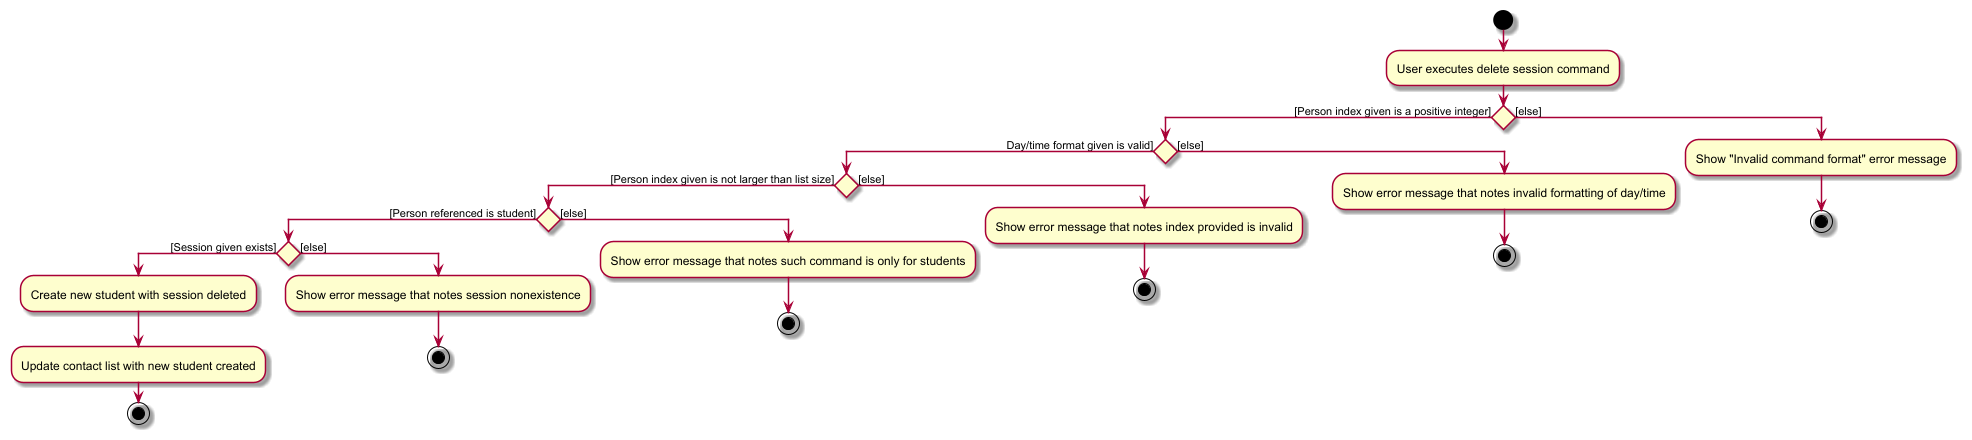 User executes delete session command
[Person index given is a positive integer]
[else]
Day/time format given is valid]
[else]
Show "Invalid command format" error message
[Person index given is not larger than list size]
[else]
Show error message that notes invalid formatting of day/time
[Person referenced is student]
[else]
Show error message that notes index provided is invalid
[Session given exists]
[else]
Show error message that notes such command is only for students
Create new student with session deleted
Show error message that notes session nonexistence
Update contact list with new student created